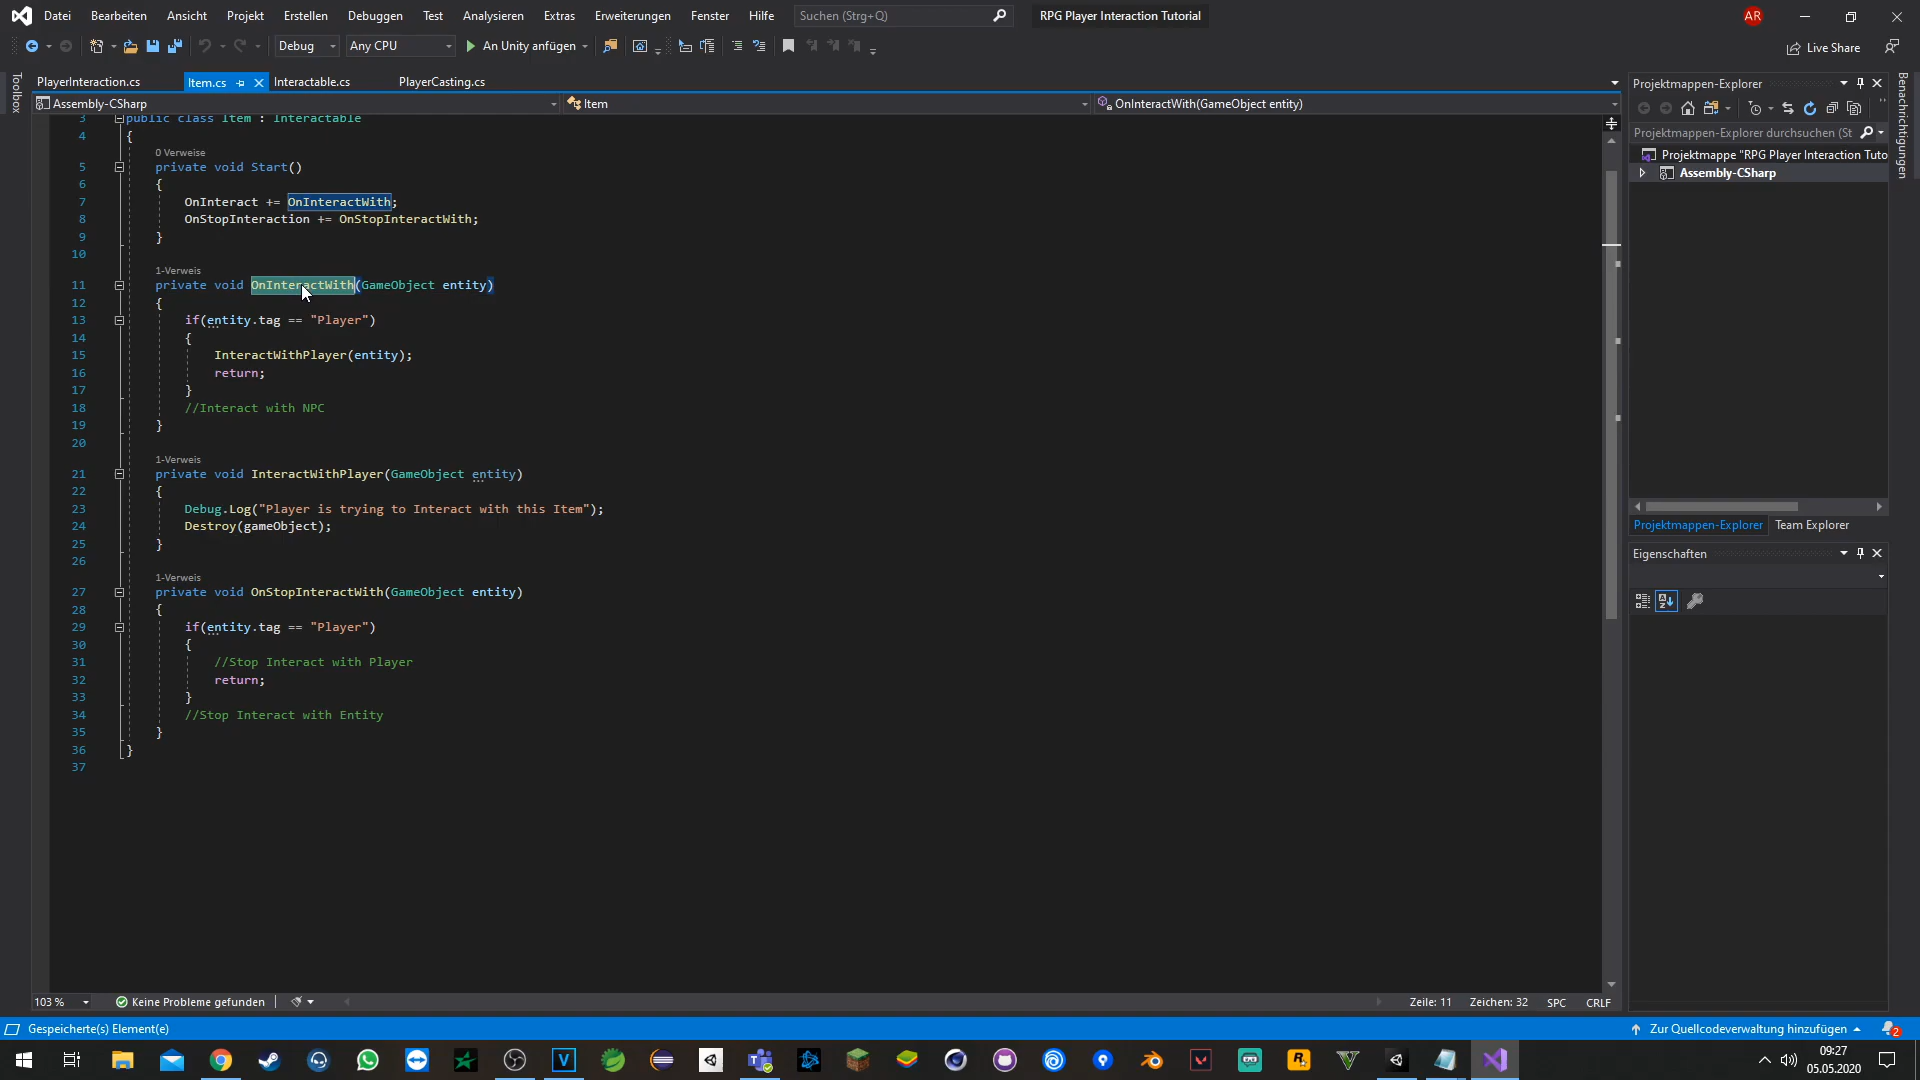 Datei Bearbeiten Ansicht Projekt Erstellen Debuggen Test Analysieren Extras Erweiterungen Fenster Hilfe Suchen (Strg+Q) RPG Player Interaction Tutorial AR
Debug Any CPU An Unity anfügen Live Share
Toolbox
PlayerInteraction.cs Item.cs Interactable.cs PlayerCasting.cs
Assembly-CSharp Item OnInteractWith(GameObject entity)
3 public class Item : Interactable
4 {
0 Verweise
5 private void Start()
6 {
7 OnInteract += OnInteractWith;
8 OnStopInteraction += OnStopInteractWith;
9 }
10
1-Verweis
11 private void OnInteractWith(GameObject entity)
12 {
13 if(entity.tag == "Player")
14 {
15 InteractWithPlayer(entity);
16 return;
17 }
18 //Interact with NPC
19 }
20
1-Verweis
21 private void InteractWithPlayer(GameObject entity)
22 {
23 Debug.Log("Player is trying to Interact with this Item");
24 Destroy(gameObject);
25 }
26
1-Verweis
27 private void OnStopInteractWith(GameObject entity)
28 {
29 if(entity.tag == "Player")
30 {
31 //Stop Interact with Player
32 return;
33 }
34 //Stop Interact with Entity
35 }
36 }
37
103 % Keine Probleme gefunden Zeile: 11 Zeichen: 32 SPC CRLF
Projektmappen-Explorer
Projektmappen-Explorer durchsuchen (St
Projektmappe "RPG Player Interaction Tuto
Assembly-CSharp
Projektmappen-Explorer Team Explorer
Eigenschaften
Benachrichtigungen
Gespeicherte(s) Element(e) Zur Quellcodeverwaltung hinzufügen 2
09:27
05.05.2020